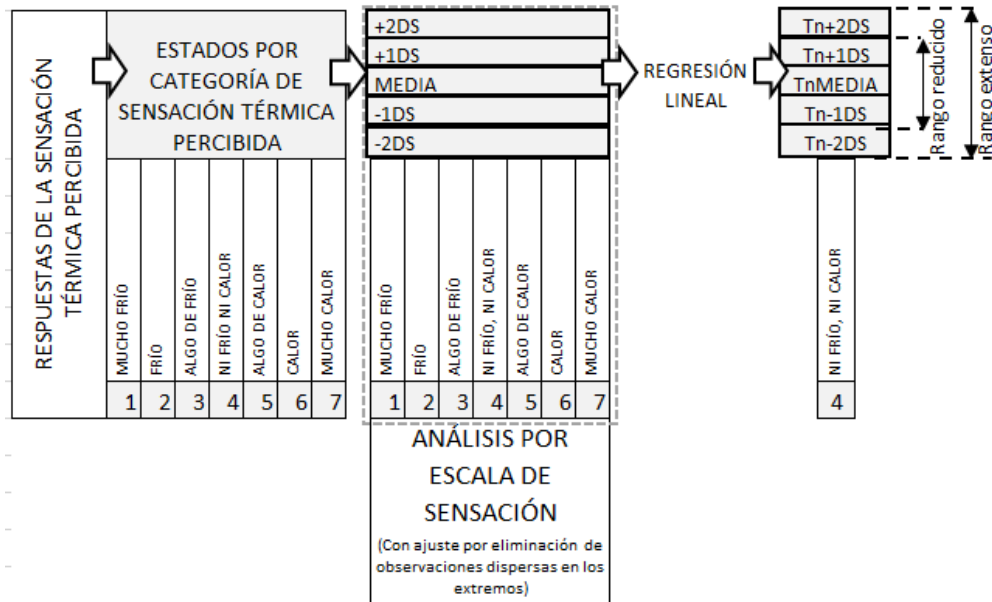 RESPUESTAS DE LA SENSACIÓN
TÉRMICA PERCIBIDA
ESTADOS POR
CATEGORÍA DE
SENSACIÓN TÉRMICA
PERCIBIDA
MUCHO FRÍO
FRÍO
ALGO DE FRÍO
NI FRÍO NI CALOR
ALGO DE CALOR
CALOR
MUCHO CALOR
1 2 3 4 5 6 7
+2DS
+1DS
MEDIA
-1DS
-2DS
MUCHO FRÍO
FRÍO
ALGO DE FRÍO
NI FRÍO, NI CALOR
ALGO DE CALOR
CALOR
MUCHO CALOR
1 2 3 4 5 6 7
ANÁLISIS POR
ESCALA DE
SENSACIÓN
(Con ajuste por eliminación de
observaciones dispersas en los
extremos)
REGRESIÓN
LINEAL
Tn+2DS
Tn+1DS
TnMEDIA
Tn-1DS
Tn-2DS
Rango reducido
Rango extenso
NI FRÍO, NI CALOR
4